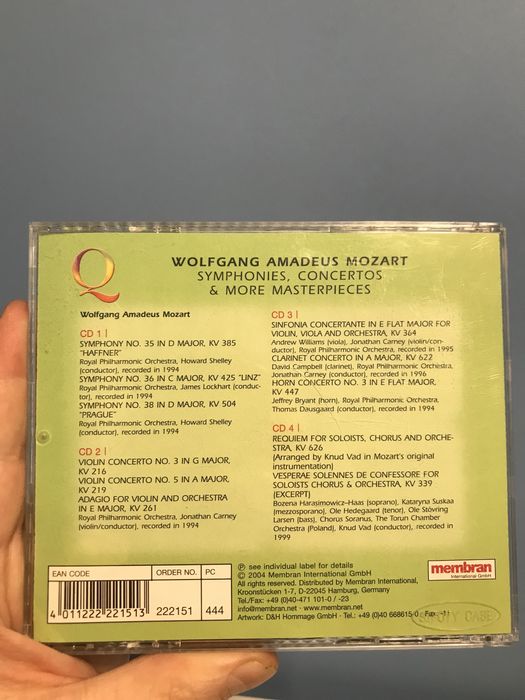 Q
WOLFGANG AMADEUS MOZART
SYMPHONIES, CONCERTOS
& MORE MASTERPIECES
Wolfgang Amadeus Mozart
CD 1 |
SYMPHONY NO. 35 IN D MAJOR, KV 385
"HAFFNER"
Royal Philharmonic Orchestra, Howard Shelley
(conductor), recorded in 1994
SYMPHONY NO. 36 IN C MAJOR, KV 425 "LINZ"
Royal Philharmonic Orchestra, James Lockhart (conduc-
tor), recorded in 1994
SYMPHONY NO. 38 IN D MAJOR, KV 504
"PRAGUE"
Royal Philharmonic Orchestra, Howard Shelley
(conductor), recorded in 1994
CD 2 |
VIOLIN CONCERTO NO. 3 IN G MAJOR,
KV 216
VIOLIN CONCERTO NO. 5 IN A MAJOR,
KV 219
ADAGIO FOR VIOLIN AND ORCHESTRA
IN E MAJOR, KV 261
Royal Philharmonic Orchestra, Jonathan Carney
(violin/conductor), recorded in 1994
CD 3 |
SINFONIA CONCERTANTE IN E FLAT MAJOR FOR
VIOLIN, VIOLA AND ORCHESTRA, KV 364
Andrew Williams (viola), Jonathan Carney (violin/con-
ductor), Royal Philharmonic Orchestra, recorded in 1995
CLARINET CONCERTO IN A MAJOR, KV 622
David Campbell (clarinet), Royal Philharmonic Orchestra,
Jonathan Carney (conductor), recorded in 1996
HORN CONCERTO NO. 3 IN E FLAT MAJOR,
KV 447
Jeffrey Bryant (horn), Royal Philharmonic Orchestra,
Thomas Dausgaard (conductor), recorded in 1994
CD 4 |
REQUIEM FOR SOLOISTS, CHORUS AND ORCHE-
STRA, KV 626
(Arranged by Knud Vad in Mozart's original
instrumentation)
VESPERAE SOLENNES DE CONFESSORE FOR
SOLOISTS CHORUS & ORCHESTRA, KV 339
(EXCERPT)
Bozena Harasimowicz-Haas (soprano), Kataryna Suskaa
(mezzosporano), Ole Hedegaard (tenor), Ole Stövring
Larsen (bass), Chorus Soranus, The Torun Chamber
Orchestra (Poland), Knud Vad (conductor), recorded in
1999
EAN CODE
4 011222 221513
ORDER NO.
222151
PC
444
℗ see individual label for details
© 2004 Membran International GmbH
All rights reserved. Distributed by Membran International,
Kroonstücken 1-7, D-22045 Hamburg, Germany
Tel./Fax: +49 (0)40-471 101-0 / -23
info@membran.net · www.membran.net
Artwork: D&H Hommage GmbH · Tel.: +49 (0)40 668615-0
membran
International GmbH